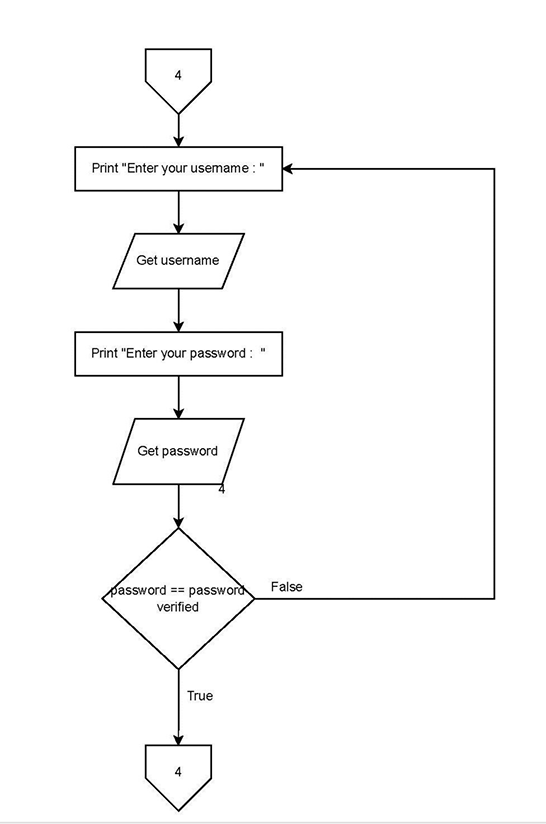 4
Print "Enter your username : "
Get username
Print "Enter your password :  "
Get password
4
password == password
verified
False
True
4